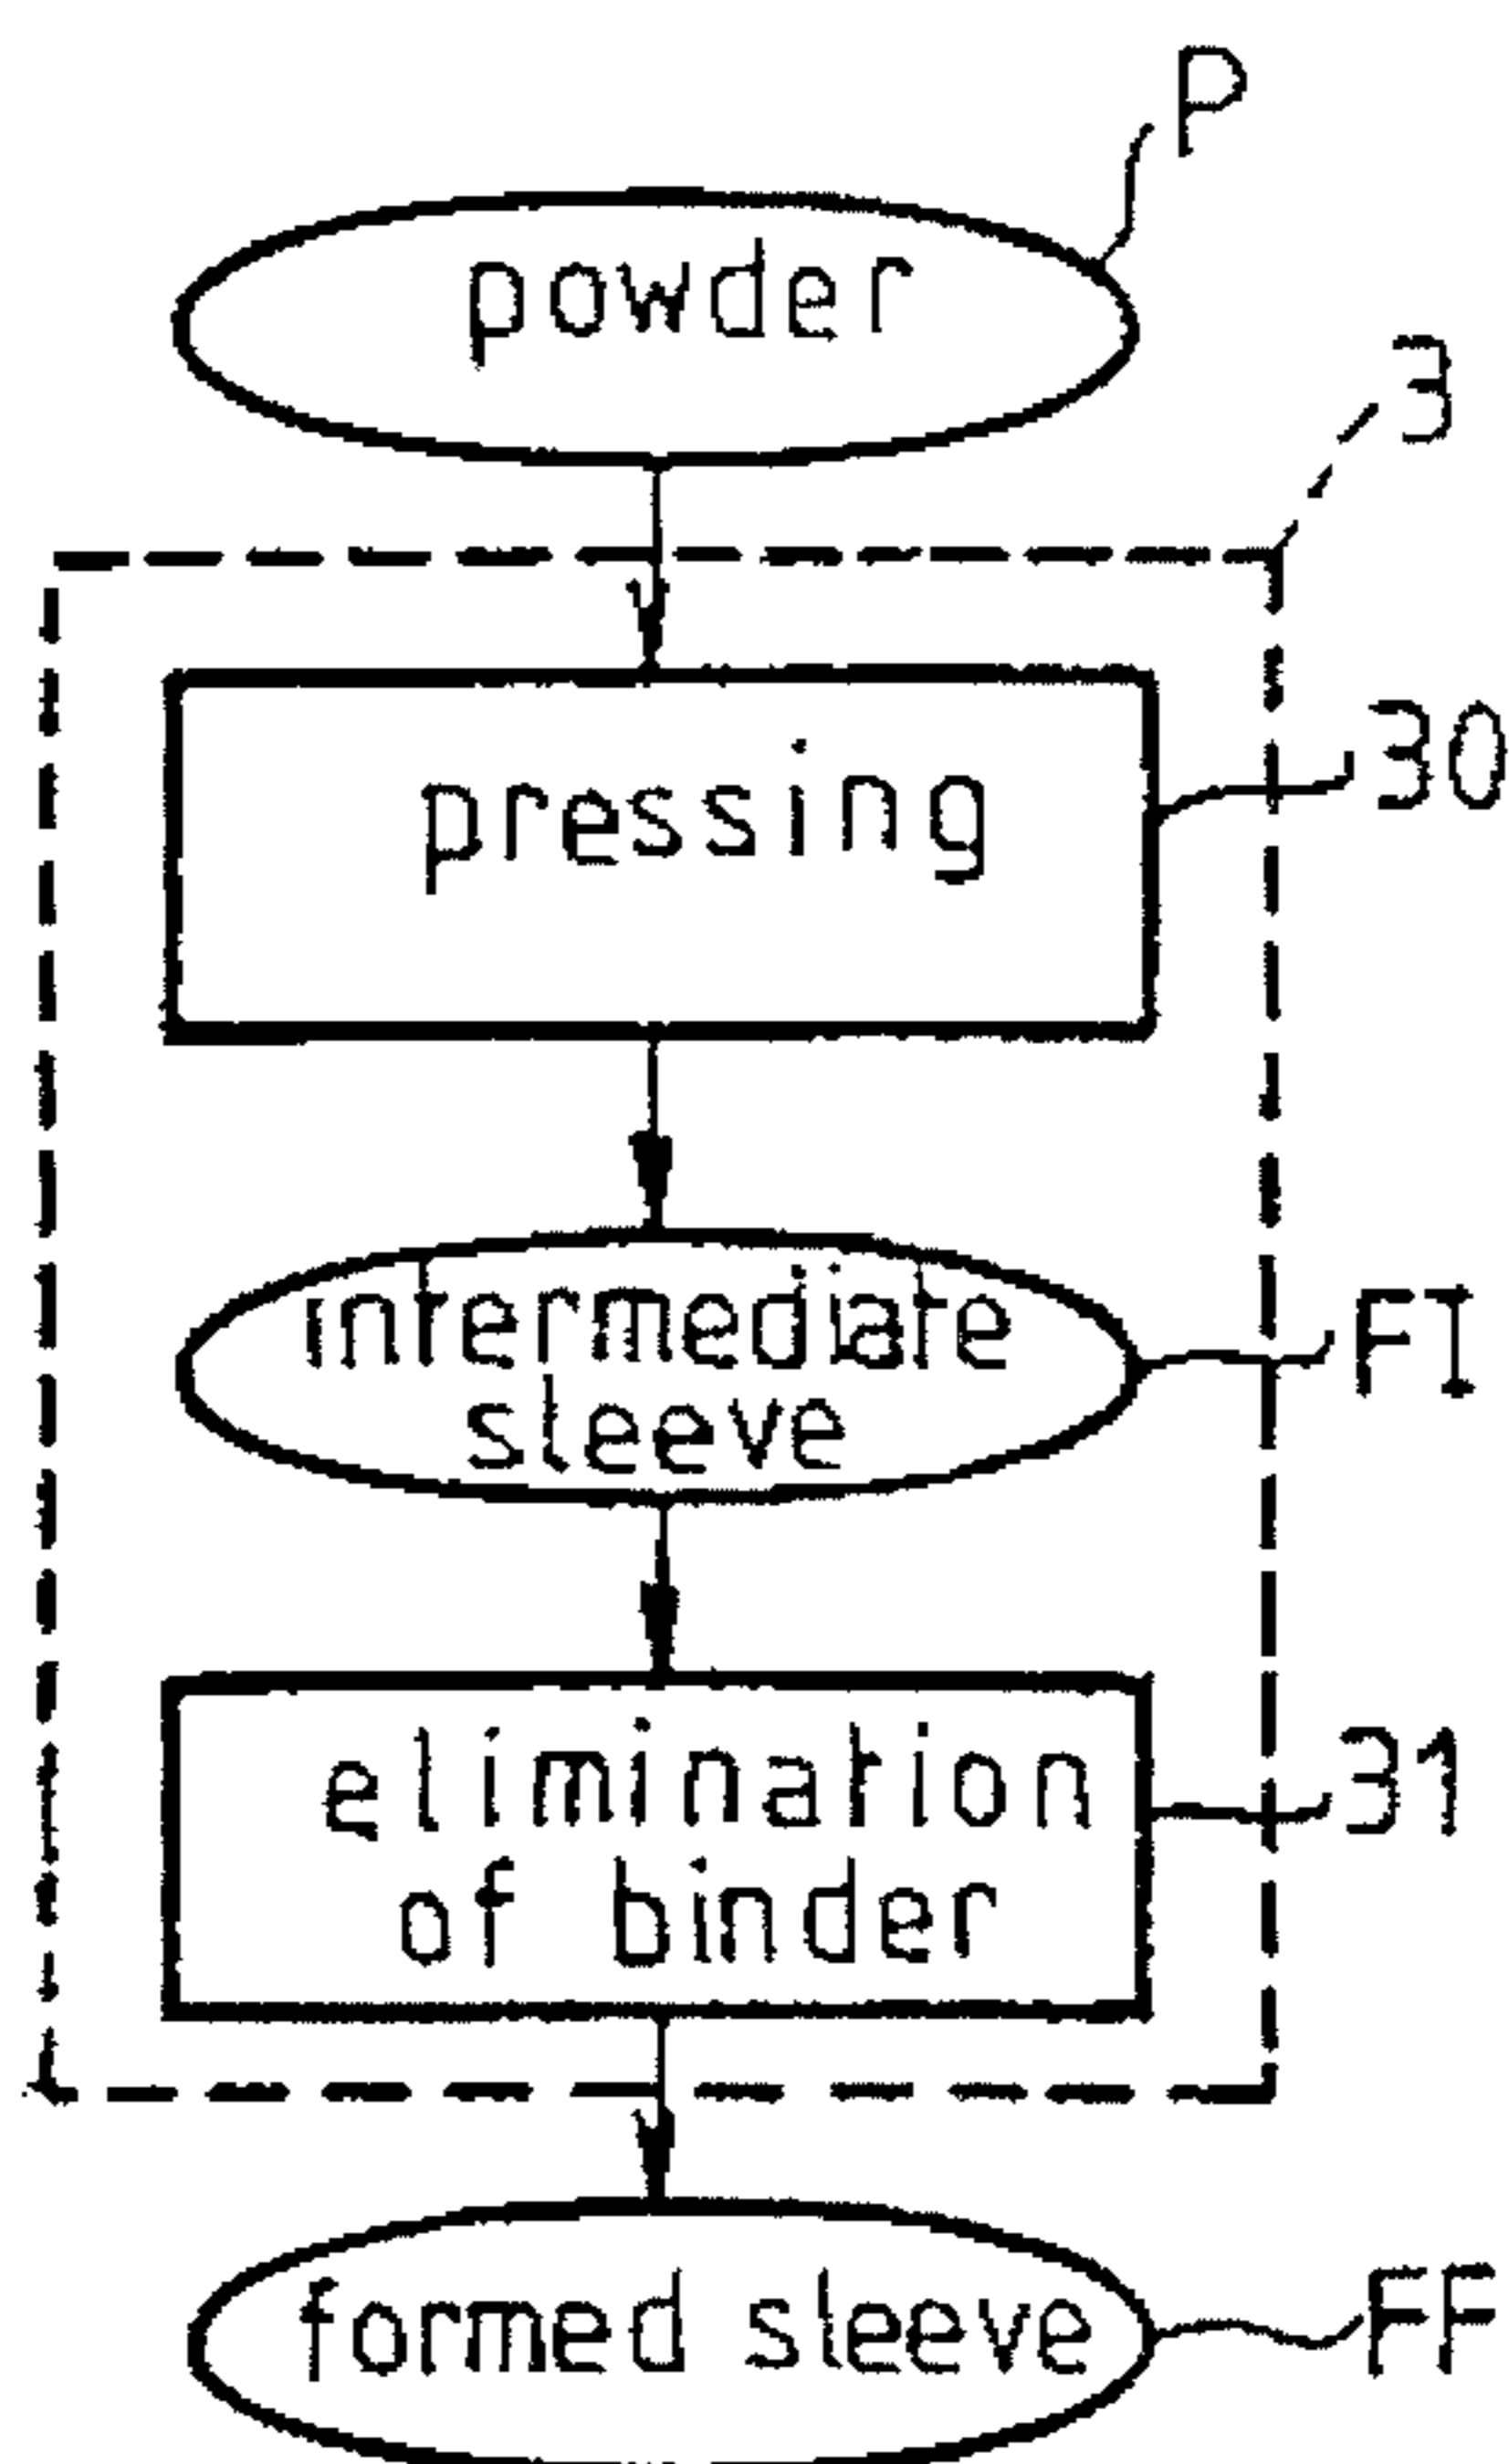 P
powder
3
pressing
30
intermediate
sleeve
FI
elimination
of binder
31
formed sleeve
FF